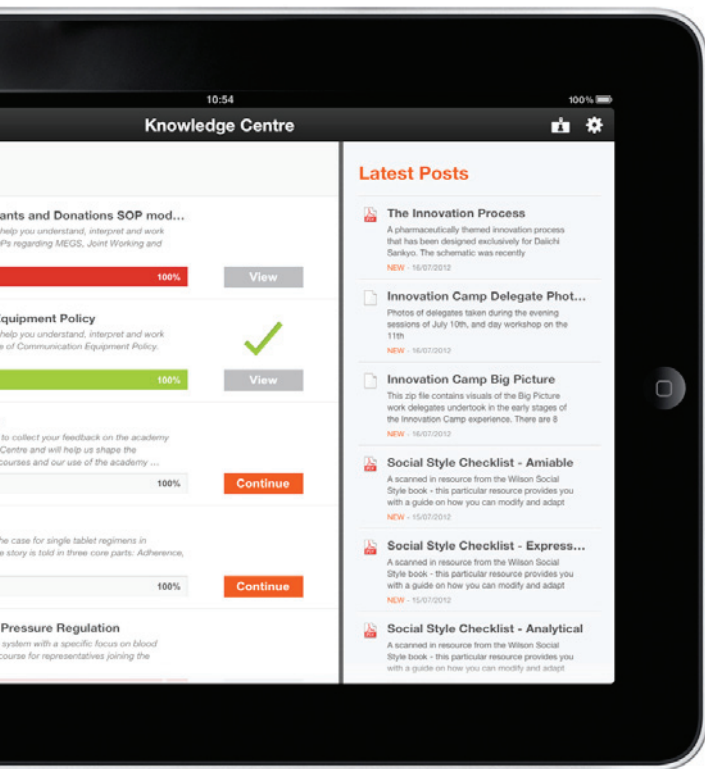 10:54
100%
Knowledge Centre
ants and Donations SOP mod...
help you understand, interpret and work
Ps regarding MEGS, Joint Working and
100%
View
Equipment Policy
help you understand, interpret and work
e of Communication Equipment Policy.
100%
View
to collect your feedback on the academy
Centre and will help us shape the
courses and our use of the academy ...
100%
Continue
he case for single tablet regimens in
e story is told in three core parts: Adherence,
100%
Continue
Pressure Regulation
system with a specific focus on blood
course for representatives joining the
Latest Posts
The Innovation Process
A pharmaceutically themed innovation process
that has been designed exclusively for Daiichi
Sankyo. The schematic was recently
NEW - 16/07/2012
Innovation Camp Delegate Phot...
Photos of delegates taken during the evening
sessions of July 10th, and day workshop on the
11th
NEW - 16/07/2012
Innovation Camp Big Picture
This zip file contains visuals of the Big Picture
work delegates undertook in the early stages of
the Innovation Camp experience. There are 8
NEW - 16/07/2012
Social Style Checklist - Amiable
A scanned in resource from the Wilson Social
Style book - this particular resource provides you
with a guide on how you can modify and adapt
NEW - 15/07/2012
Social Style Checklist - Express...
A scanned in resource from the Wilson Social
Style book - this particular resource provides you
with a guide on how you can modify and adapt
NEW - 15/07/2012
Social Style Checklist - Analytical
A scanned in resource from the Wilson Social
Style book - this particular resource provides you
with a guide on how you can modify and adapt